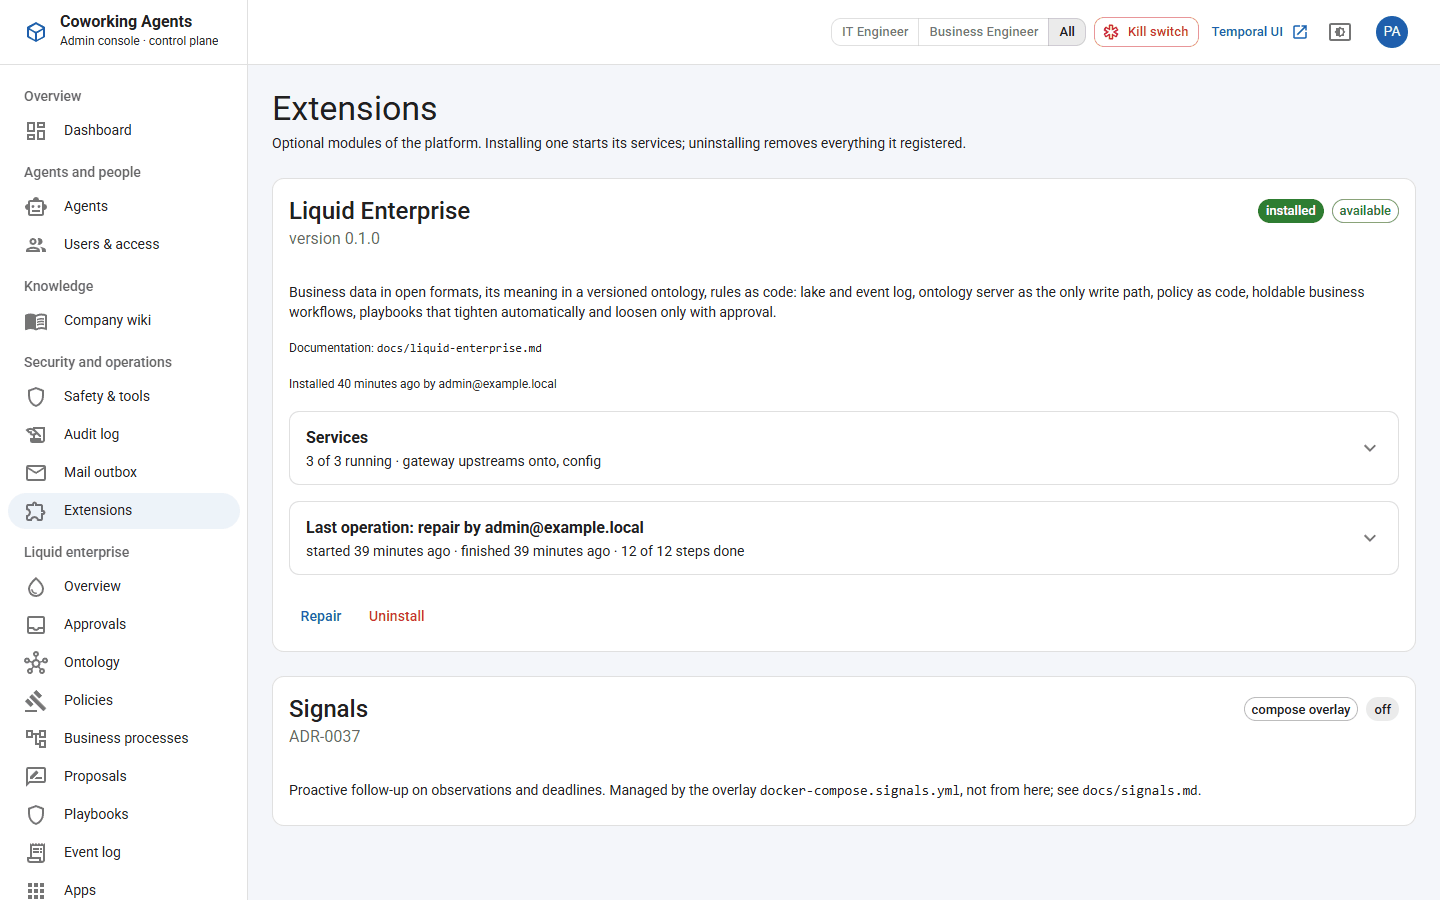 Coworking Agents
Admin console · control plane
IT Engineer
Business Engineer
All
Kill switch
Temporal UI
PA
Overview
Dashboard
Agents and people
Agents
Users & access
Knowledge
Company wiki
Security and operations
Safety & tools
Audit log
Mail outbox
Extensions
Liquid enterprise
Overview
Approvals
Ontology
Policies
Business processes
Proposals
Playbooks
Event log
Apps
Extensions
Optional modules of the platform. Installing one starts its services; uninstalling removes everything it registered.
Liquid Enterprise
installed
available
version 0.1.0
Business data in open formats, its meaning in a versioned ontology, rules as code: lake and event log, ontology server as the only write path, policy as code, holdable business
workflows, playbooks that tighten automatically and loosen only with approval.
Documentation: docs/liquid-enterprise.md
Installed 40 minutes ago by admin@example.local
Services
3 of 3 running · gateway upstreams onto, config
Last operation: repair by admin@example.local
started 39 minutes ago · finished 39 minutes ago · 12 of 12 steps done
Repair
Uninstall
Signals
compose overlay
off
ADR-0037
Proactive follow-up on observations and deadlines. Managed by the overlay docker-compose.signals.yml, not from here; see docs/signals.md.